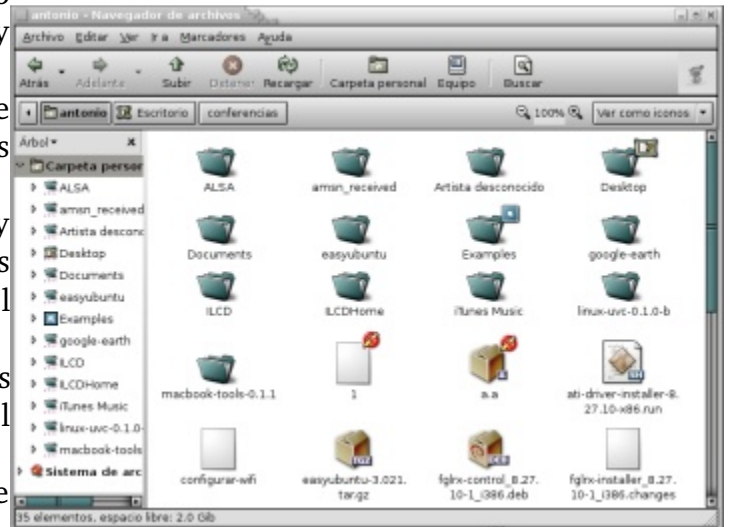 antonio - Navegador de archivos
Archivo Editar Ver Ir a Marcadores Ayuda
Atrás Adelante Subir Detener Recargar Carpeta personal Equipo Buscar
antonio Escritorio conferencias 100% Ver como iconos
Árbol
Carpeta person
ALSA
amsn_received
Artista descono
Desktop
Documents
easyubuntu
Examples
google-earth
ILCD
ILCDHome
iTunes Music
linux-uvc-0.1.0-
macbook-tools
Sistema de arc
ALSA amsn_received Artista desconocido Desktop
Documents easyubuntu Examples google-earth
ILCD ILCDHome iTunes Music linux-uvc-0.1.0-b
macbook-tools-0.1.1 1 a.a ati-driver-installer-8.
27.10-x86.run
configurar-wifi easyubuntu-3.021. fglrx-control_8.27. fglrx-installer_8.27.
tar.gz 10-1_i386.deb 10-1_i386.changes
35 elementos, espacio libre: 2.0 Gib